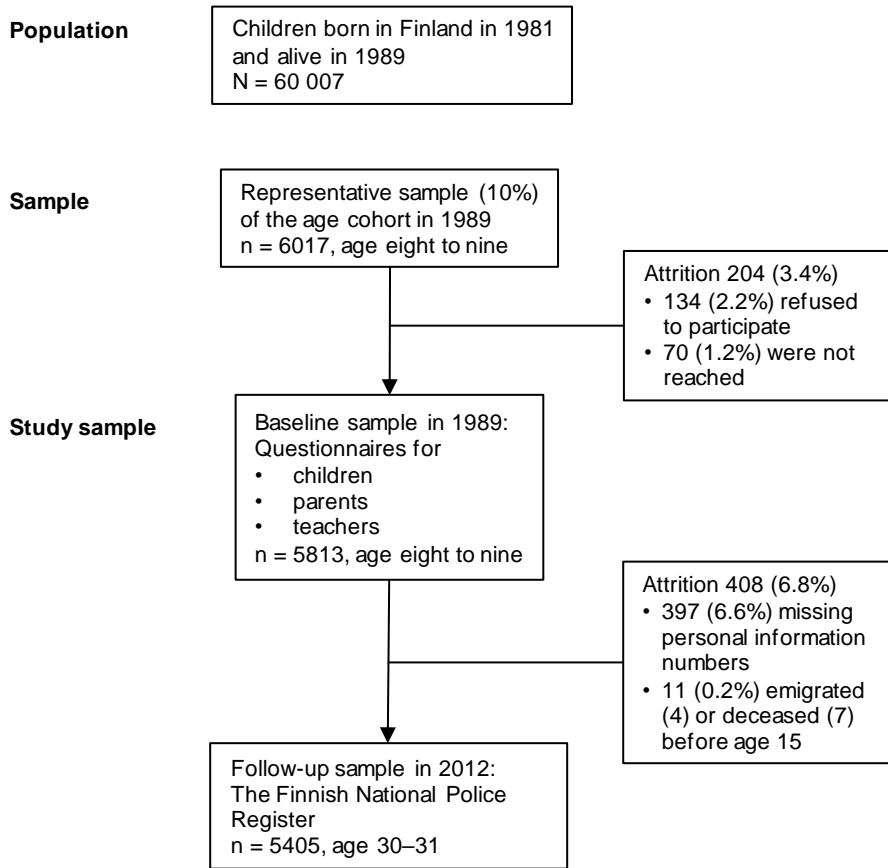 Population
Children born in Finland in 1981
and alive in 1989
N = 60 007
Sample
Representative sample (10%)
of the age cohort in 1989
n = 6017, age eight to nine
Attrition 204 (3.4%)
• 134 (2.2%) refused
to participate
• 70 (1.2%) were not
reached
Study sample
Baseline sample in 1989:
Questionnaires for
• children
• parents
• teachers
n = 5813, age eight to nine
Attrition 408 (6.8%)
• 397 (6.6%) missing
personal information
numbers
• 11 (0.2%) emigrated
(4) or deceased (7)
before age 15
Follow-up sample in 2012:
The Finnish National Police
Register
n = 5405, age 30–31